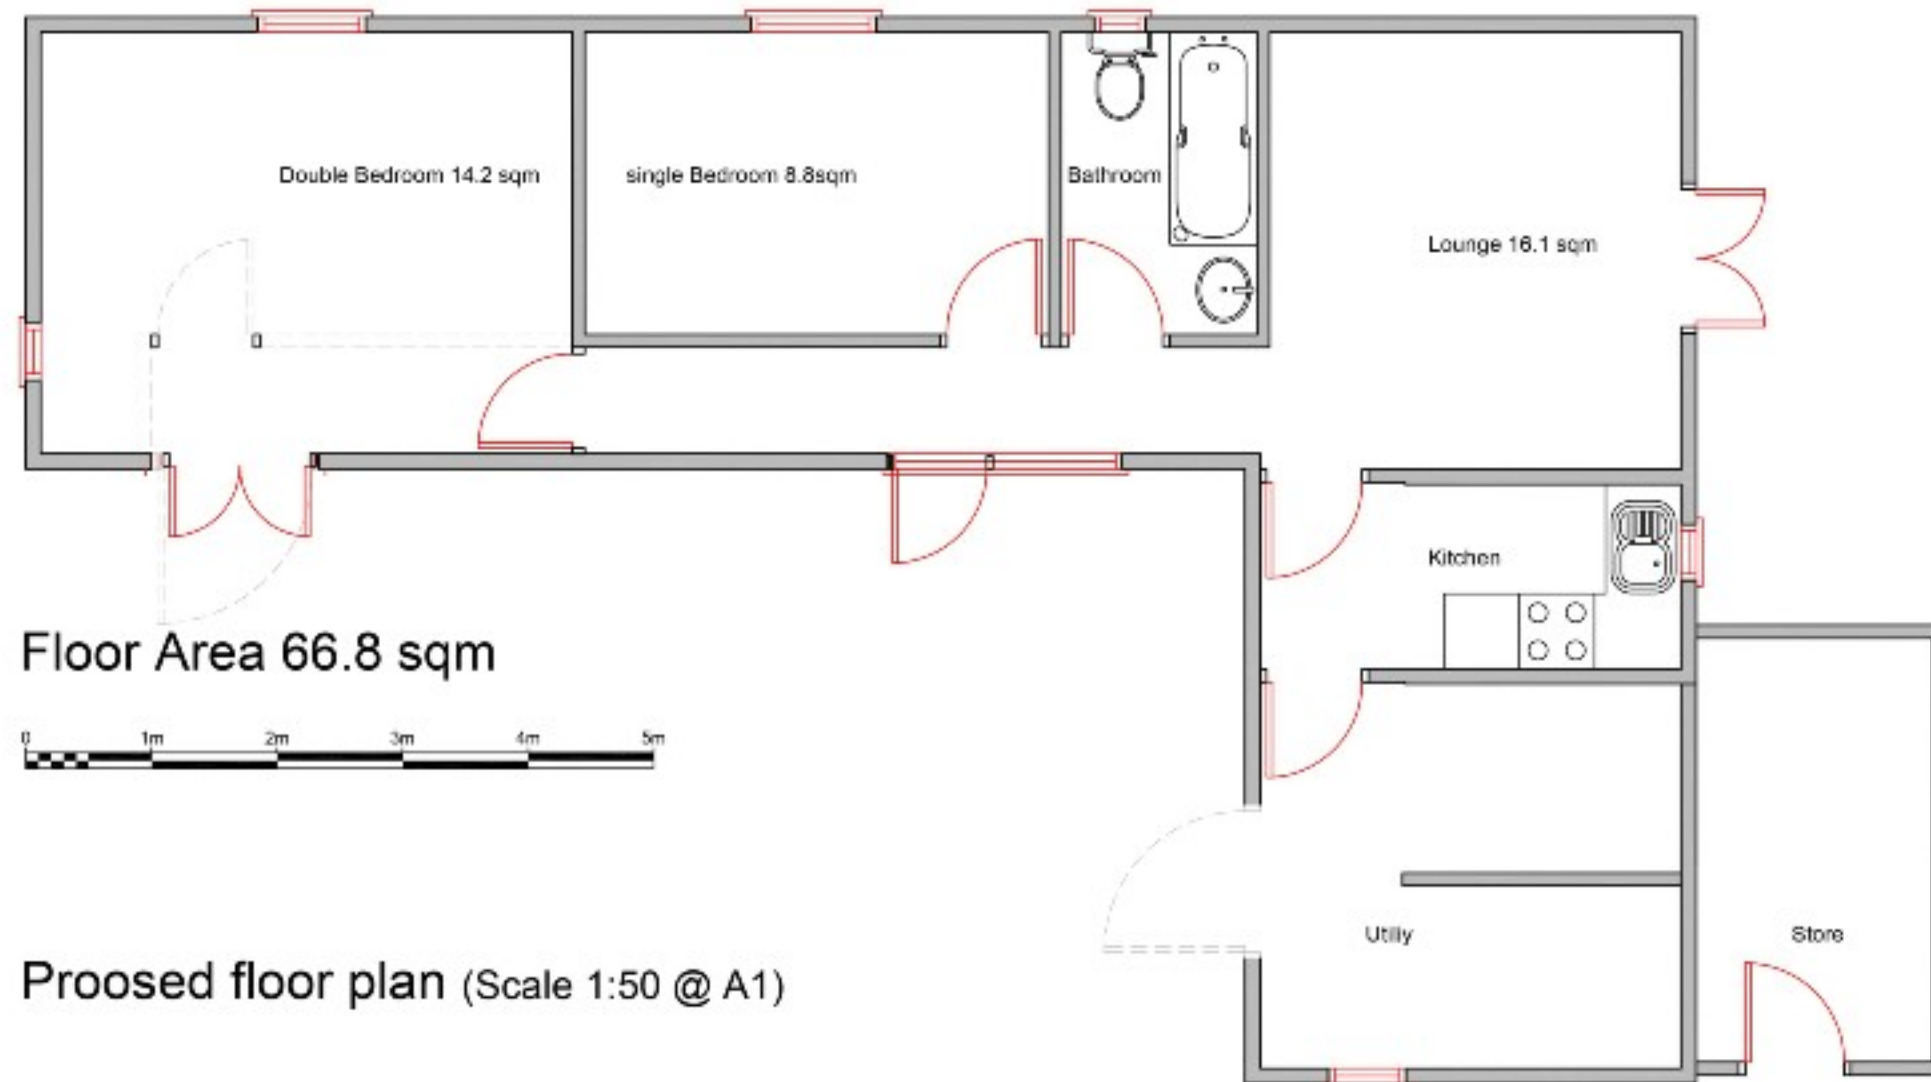 Double Bedroom 14.2 sqm
single Bedroom 8.8sqm
Bathroom
Lounge 16.1 sqm
Kitchen
Floor Area 66.8 sqm
0 1m 2m 3m 4m 5m
Utiliy
Store
Proosed floor plan (Scale 1:50 @ A1)